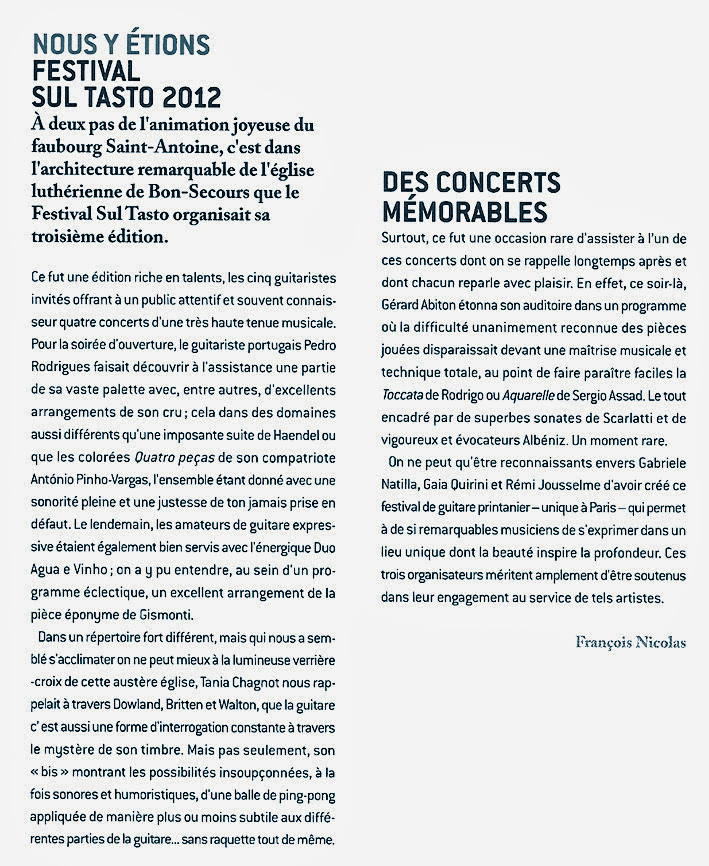 NOUS Y ÉTIONS
FESTIVAL
SUL TASTO 2012
À deux pas de l'animation joyeuse du
faubourg Saint-Antoine, c'est dans
l'architecture remarquable de l'église
luthérienne de Bon-Secours que le
Festival Sul Tasto organisait sa
troisième édition.
Ce fut une édition riche en talents, les cinq guitaristes
invités offrant à un public attentif et souvent connais-
seur quatre concerts d'une très haute tenue musicale.
Pour la soirée d'ouverture, le guitariste portugais Pedro
Rodrigues faisait découvrir à l'assistance une partie
de sa vaste palette avec, entre autres, d'excellents
arrangements de son cru ; cela dans des domaines
aussi différents qu'une imposante suite de Haendel ou
que les colorées Quatro peças de son compatriote
António Pinho-Vargas, l'ensemble étant donné avec une
sonorité pleine et une justesse de ton jamais prise en
défaut. Le lendemain, les amateurs de guitare expres-
sive étaient également bien servis avec l'énergique Duo
Agua e Vinho ; on a y pu entendre, au sein d'un pro-
gramme éclectique, un excellent arrangement de la
pièce éponyme de Gismonti.
Dans un répertoire fort différent, mais qui nous a sem-
blé s'acclimater on ne peut mieux à la lumineuse verrière
-croix de cette austère église, Tania Chagnot nous rap-
pelait à travers Dowland, Britten et Walton, que la guitare
c'est aussi une forme d'interrogation constante à travers
le mystère de son timbre. Mais pas seulement, son
« bis » montrant les possibilités insoupçonnées, à la
fois sonores et humoristiques, d'une balle de ping-pong
appliquée de manière plus ou moins subtile aux diffé-
rentes parties de la guitare... sans raquette tout de même.
DES CONCERTS
MÉMORABLES
Surtout, ce fut une occasion rare d'assister à l'un de
ces concerts dont on se rappelle longtemps après et
dont chacun reparle avec plaisir. En effet, ce soir-là,
Gérard Abiton étonna son auditoire dans un programme
où la difficulté unanimement reconnue des pièces
jouées disparaissait devant une maîtrise musicale et
technique totale, au point de faire paraître faciles la
Toccata de Rodrigo ou Aquarelle de Sergio Assad. Le tout
encadré par de superbes sonates de Scarlatti et de
vigoureux et évocateurs Albéniz. Un moment rare.
On ne peut qu'être reconnaissants envers Gabriele
Natilla, Gaia Quirini et Rémi Jousselme d'avoir créé ce
festival de guitare printanier – unique à Paris – qui permet
à de si remarquables musiciens de s'exprimer dans un
lieu unique dont la beauté inspire la profondeur. Ces
trois organisateurs méritent amplement d'être soutenus
dans leur engagement au service de tels artistes.
François Nicolas